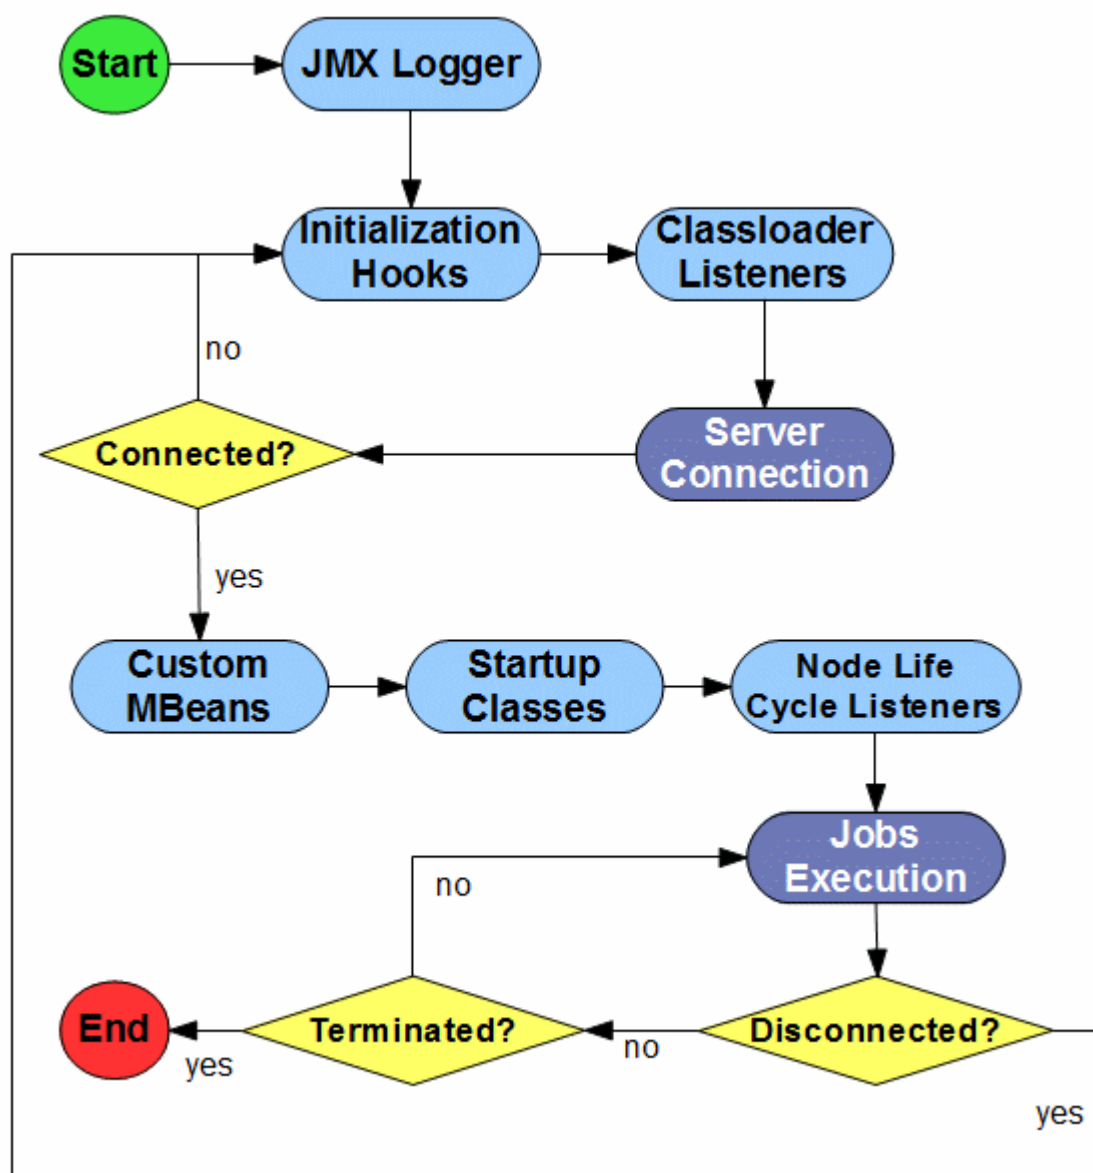 Start
JMX Logger
Initialization
Hooks
Classloader
Listeners
no
Connected?
Server
Connection
yes
Custom
MBeans
Startup
Classes
Node Life
Cycle Listeners
Jobs
Execution
no
End
Terminated?
Disconnected?
yes
no
yes